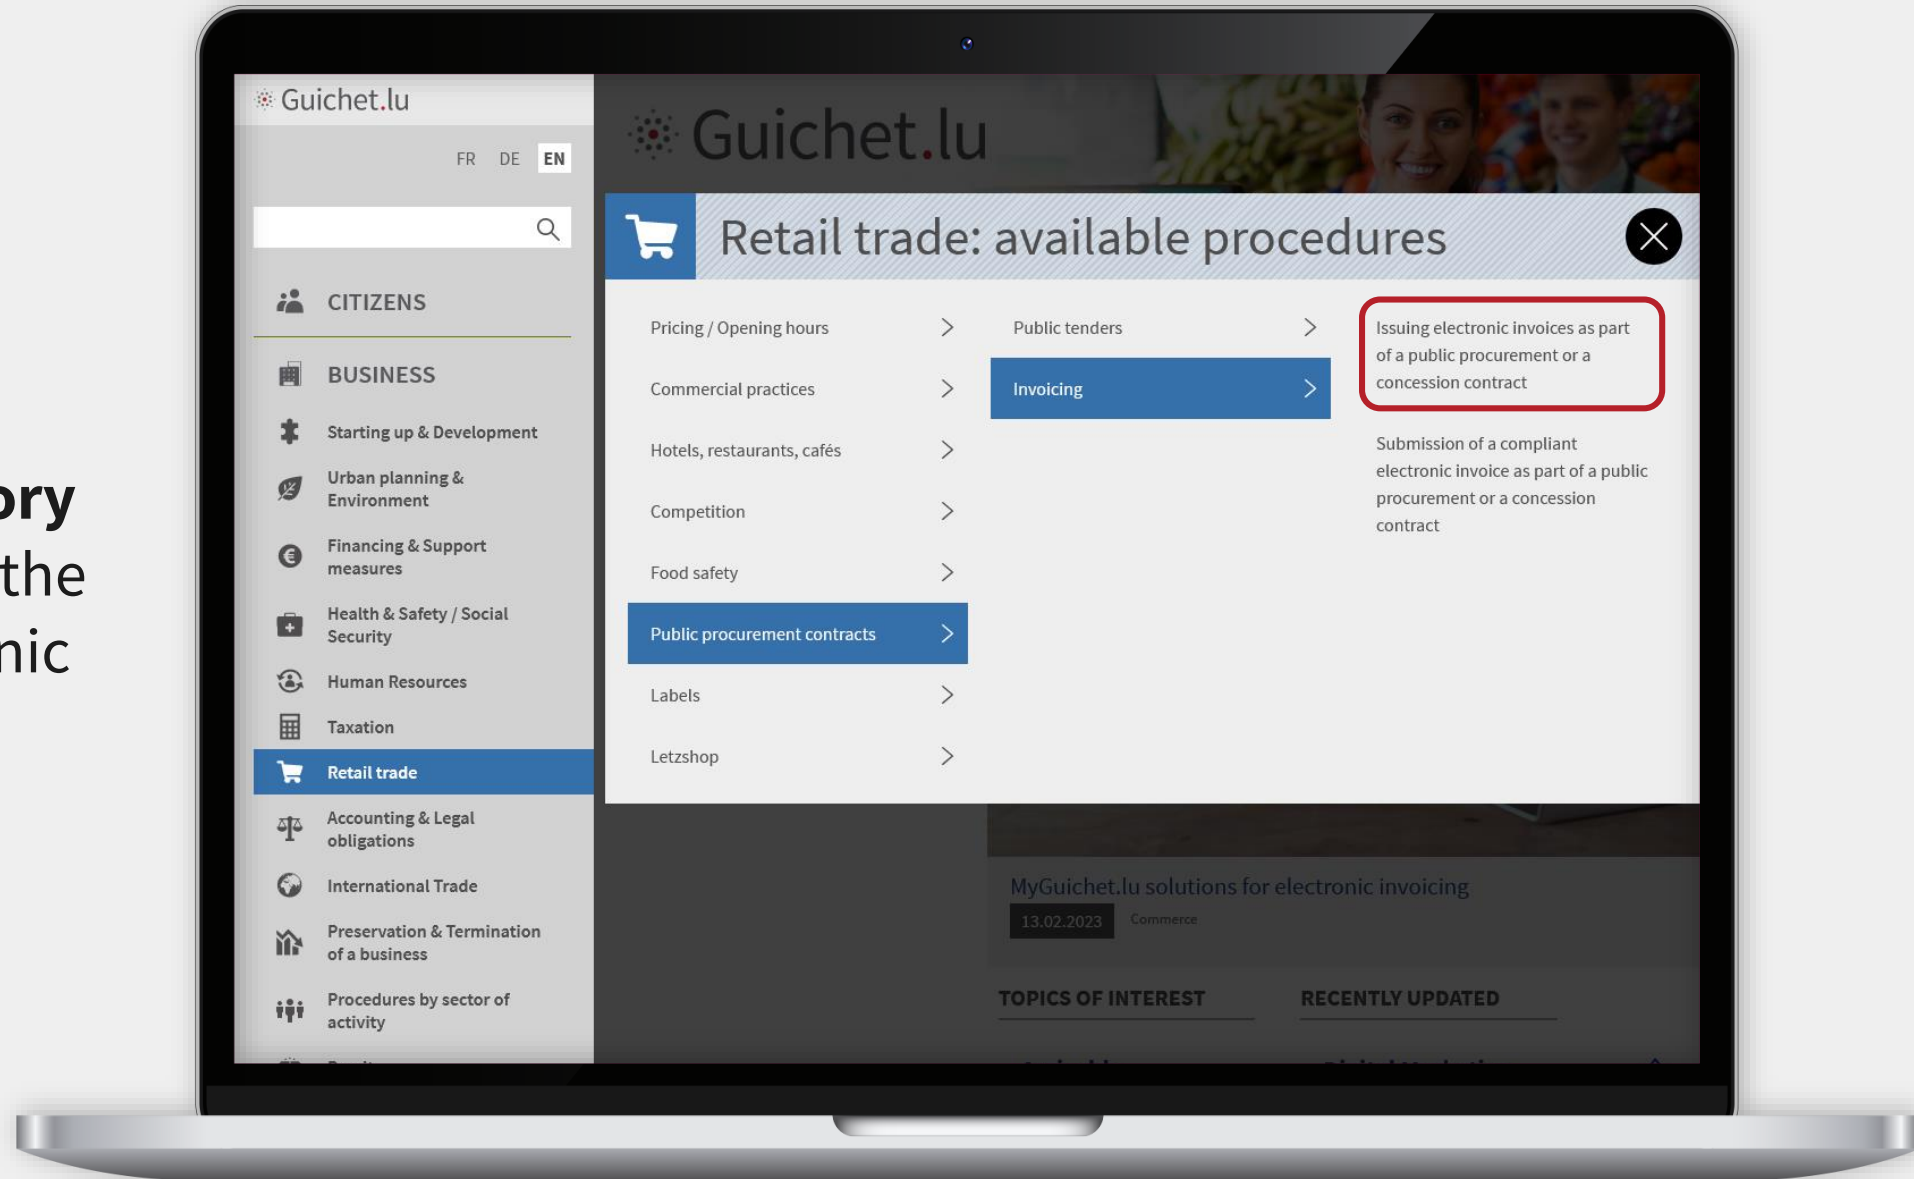 ory
the
nic
Guichet.lu
FR DE EN
CITIZENS
BUSINESS
Starting up & Development
Urban planning &
Environment
Financing & Support
measures
Health & Safety / Social
Security
Human Resources
Taxation
Retail trade
Accounting & Legal
obligations
International Trade
Preservation & Termination
of a business
Procedures by sector of
activity
Guichet.lu
Retail trade: available procedures
Pricing / Opening hours
Commercial practices
Hotels, restaurants, cafés
Competition
Food safety
Public procurement contracts
Labels
Letzshop
Public tenders
Invoicing
Issuing electronic invoices as part
of a public procurement or a
concession contract
Submission of a compliant
electronic invoice as part of a public
procurement or a concession
contract
MyGuichet.lu solutions for electronic invoicing
13.02.2023 Commerce
TOPICS OF INTEREST
RECENTLY UPDATED